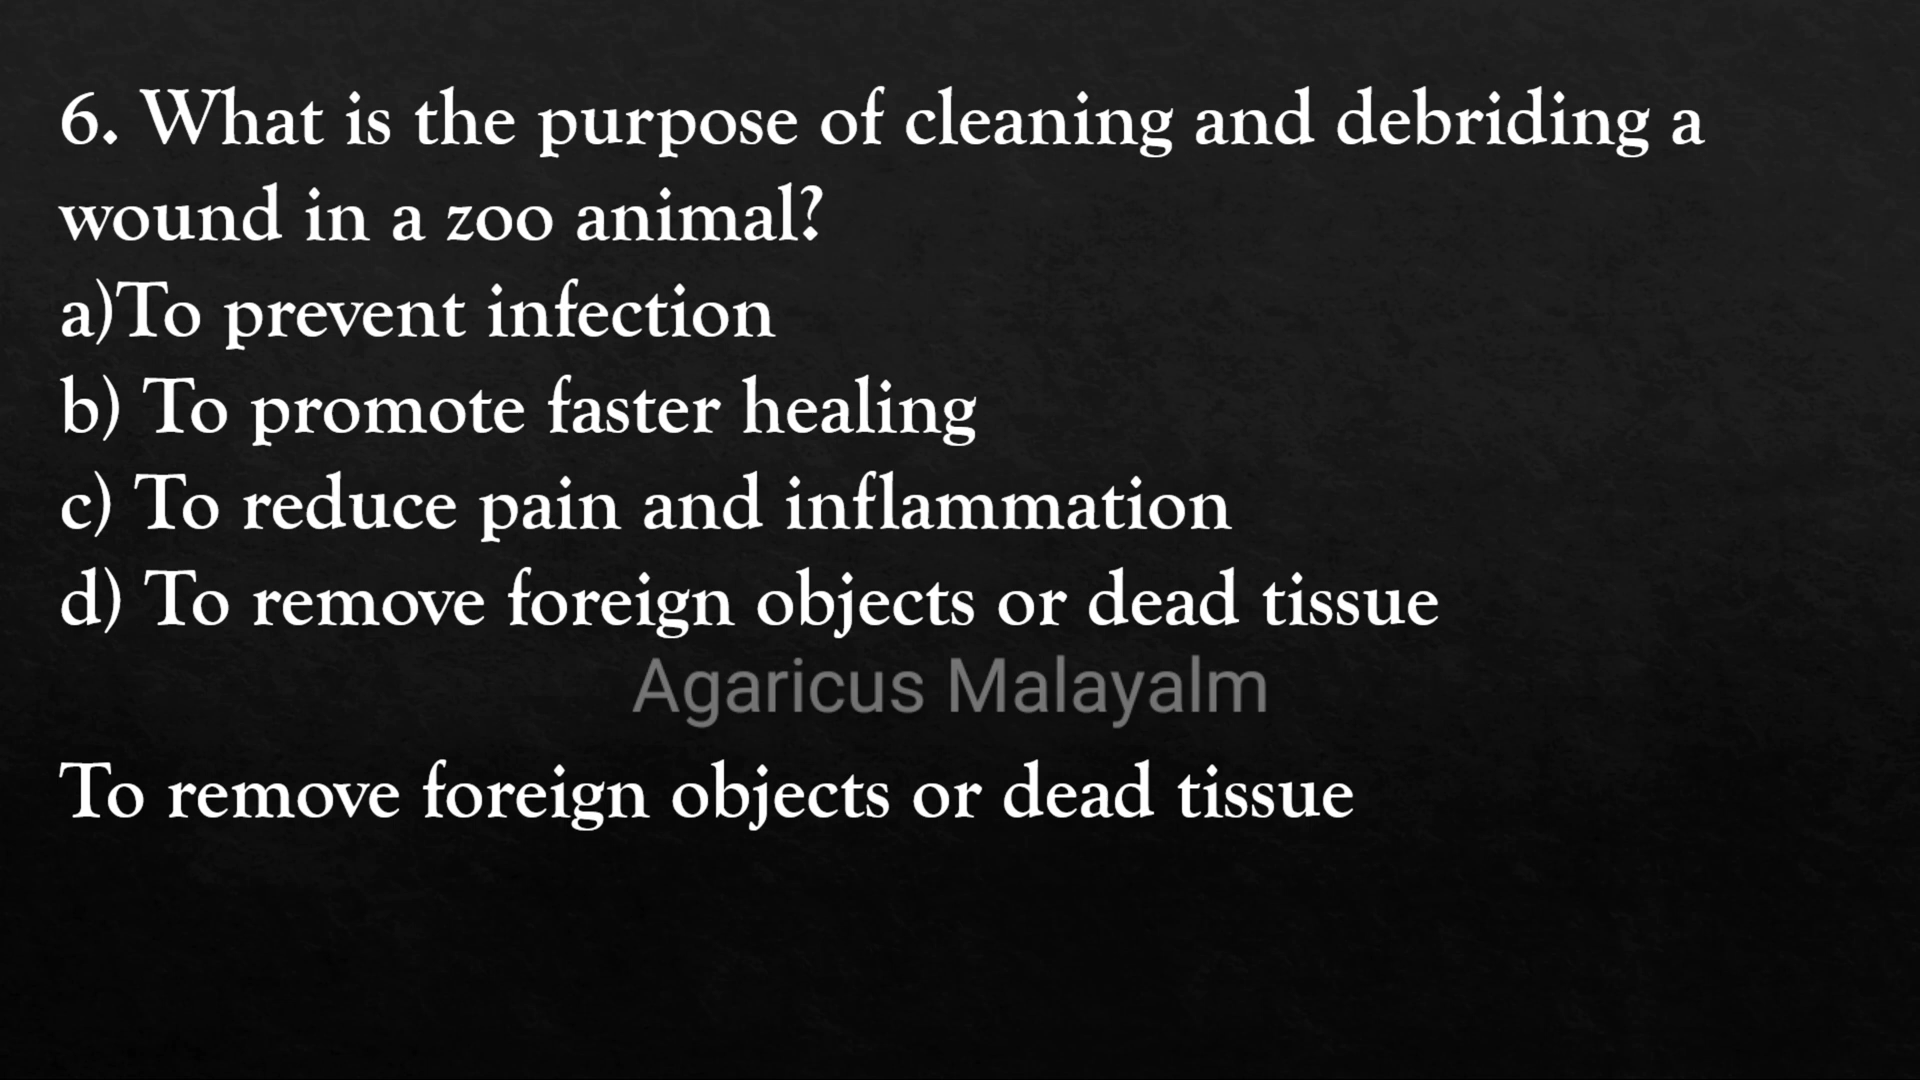 6. What is the purpose of cleaning and debriding a
wound in a zoo animal?
a)To prevent infection
b) To promote faster healing
c) To reduce pain and inflammation
d) To remove foreign objects or dead tissue
Agaricus Malayalm
To remove foreign objects or dead tissue